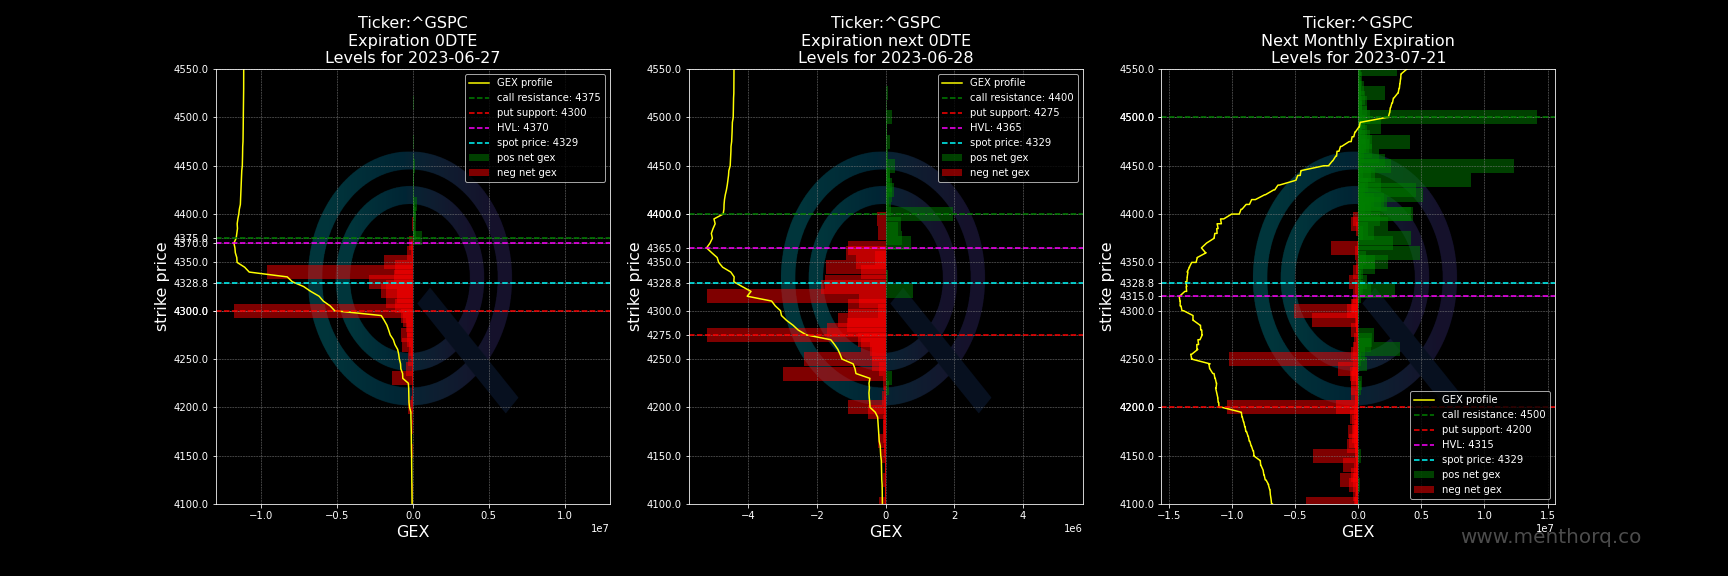 Ticker:^GSPC
Expiration 0DTE
Levels for 2023-06-27
4550.0
4500.0
4450.0
4400.0
4375.0
4370.0
4350.0
4328.8
4300.0
4250.0
4200.0
4150.0
4100.0
strike price
GEX profile
call resistance: 4375
put support: 4300
HVL: 4370
spot price: 4329
pos net gex
neg net gex
−1.0 −0.5 0.0 0.5 1.0
1e7
GEX
Ticker:^GSPC
Expiration next 0DTE
Levels for 2023-06-28
4550.0
4500.0
4450.0
4400.0
4365.0
4350.0
4328.8
4300.0
4275.0
4250.0
4200.0
4150.0
4100.0
strike price
GEX profile
call resistance: 4400
put support: 4275
HVL: 4365
spot price: 4329
pos net gex
neg net gex
−4 −2 0 2 4
1e6
GEX
Ticker:^GSPC
Next Monthly Expiration
Levels for 2023-07-21
4550.0
4500.0
4450.0
4400.0
4350.0
4328.8
4315.0
4300.0
4250.0
4200.0
4150.0
4100.0
strike price
GEX profile
call resistance: 4500
put support: 4200
HVL: 4315
spot price: 4329
pos net gex
neg net gex
−1.5 −1.0 −0.5 0.0 0.5 1.0 1.5
1e7
GEX
www.menthorq.co